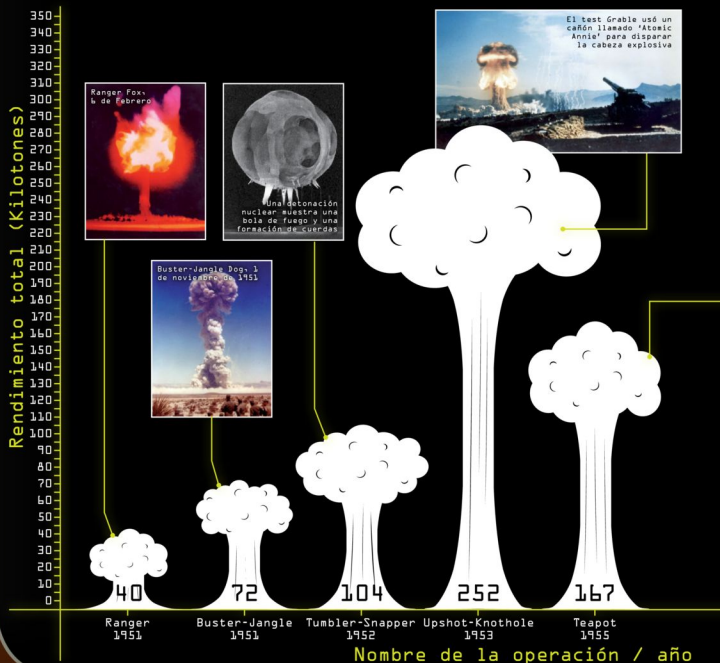 Rendimiento total (Kilotones)
350
340
330
320
310
300
290
280
270
260
250
240
230
220
210
200
190
180
170
160
150
140
130
120
110
100
90
80
70
60
50
40
30
20
10
0
El test Grable usó un
cañón llamado 'Atomic
Annie' para disparar
la cabeza explosiva
Ranger Fox,
6 de Febrero
Una detonación
nuclear muestra una
bola de fuego y una
formación de cuerdas
Buster-Jangle Dog, 1
de noviembre de 1951
40
72
104
252
167
Ranger
1951
Buster-Jangle
1951
Tumbler-Snapper
1952
Upshot-Knothole
1953
Teapot
1955
Nombre de la operación / año